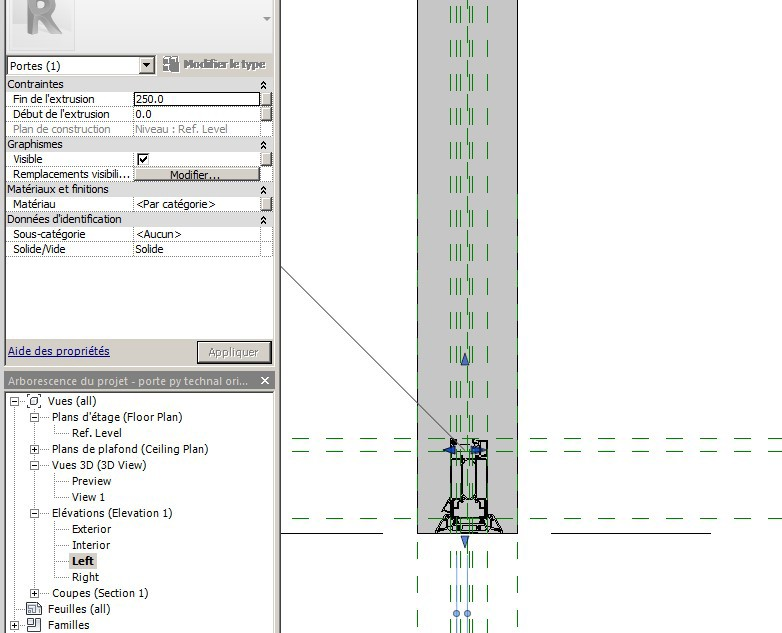 R
Portes (1)
Modifier le type
Contraintes
Fin de l'extrusion 250.0
Début de l'extrusion 0.0
Plan de construction Niveau : Ref. Level
Graphismes
Visible
Remplacements visibili... Modifier...
Matériaux et finitions
Matériau <Par catégorie>
Données d'identification
Sous-catégorie <Aucun>
Solide/Vide Solide
Aide des propriétés
Appliquer
Arborescence du projet - porte py technal ori...
Vues (all)
Plans d'étage (Floor Plan)
Ref. Level
Plans de plafond (Ceiling Plan)
Vues 3D (3D View)
Preview
View 1
Elévations (Elevation 1)
Exterior
Interior
Left
Right
Coupes (Section 1)
Feuilles (all)
Familles